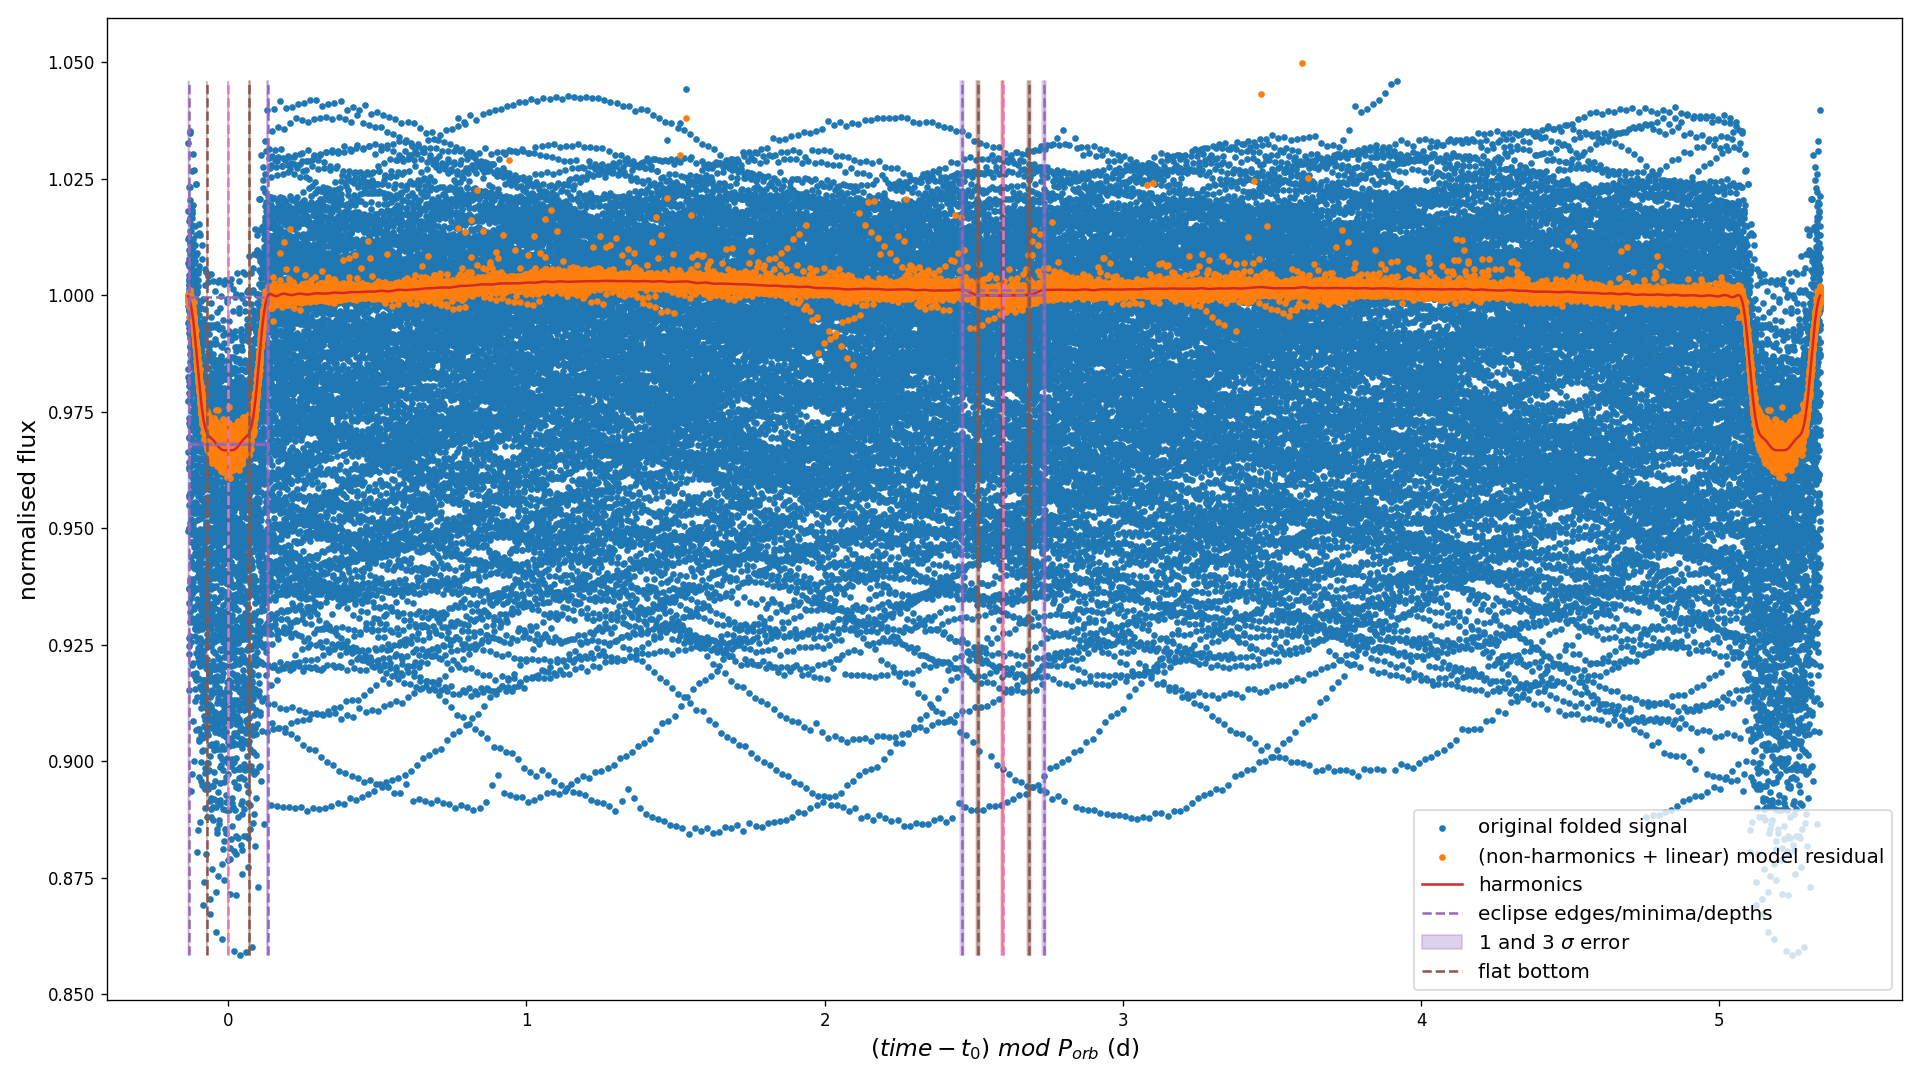 normalised flux
1.050
1.025
1.000
0.975
0.950
0.925
0.900
0.875
0.850
0
1
2
3
4
5
(time − t₀) mod Pₒᵣᵦ (d)
original folded signal
(non-harmonics + linear) model residual
harmonics
eclipse edges/minima/depths
1 and 3 σ error
flat bottom